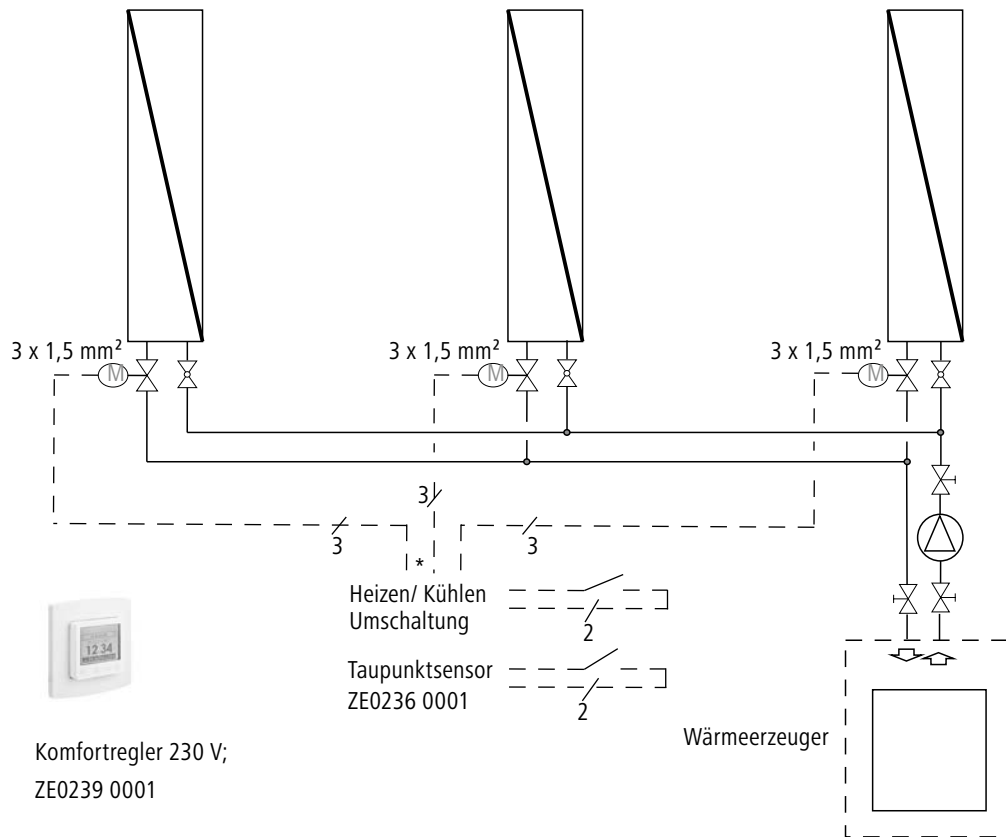 3 x 1,5 mm²
3 x 1,5 mm²
3 x 1,5 mm²
M
M
M
3
3
3
*
Heizen/ Kühlen
Umschaltung
2
Taupunktsensor
ZE0236 0001
2
12 34
Wärmeerzeuger
Komfortregler 230 V;
ZE0239 0001